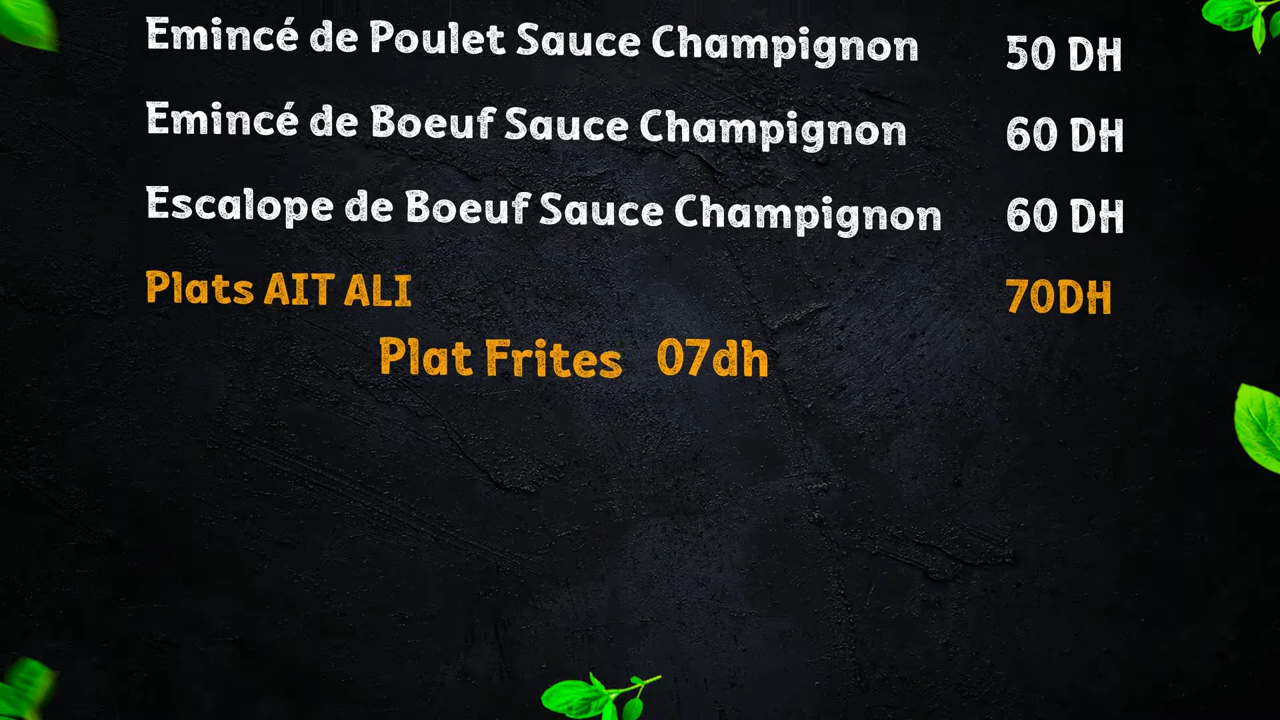 Emincé de Poulet Sauce Champignon 50 DH
Emincé de Boeuf Sauce Champignon 60 DH
Escalope de Boeuf Sauce Champignon 60 DH
Plats AIT ALI 70DH
Plat Frites 07dh